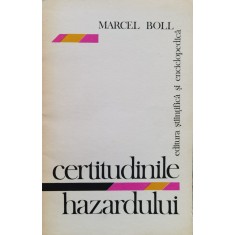 MARCEL BOLL
editura științifică și enciclopedică
certitudinile
hazardului